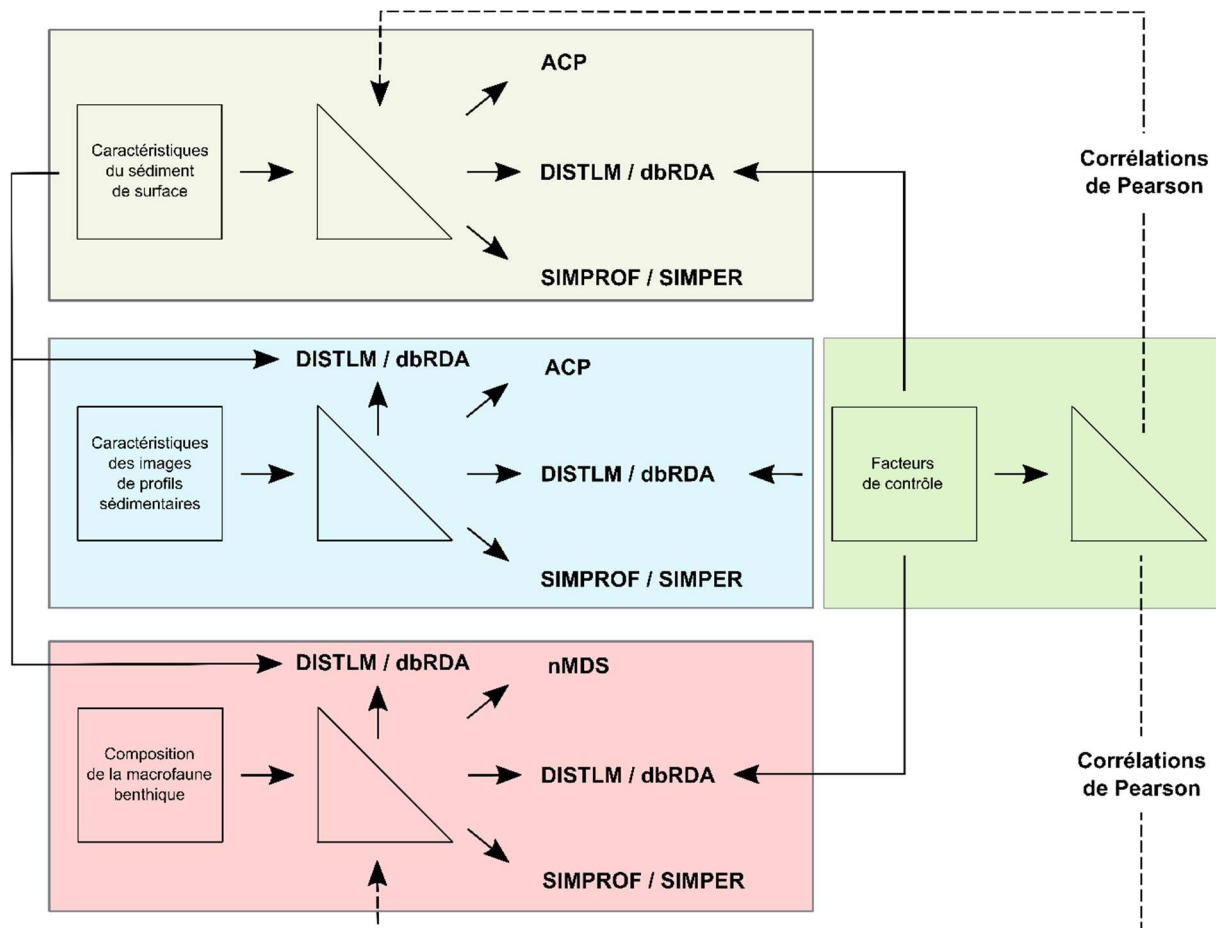 ACP
Caractéristiques
du sédiment
de surface
DISTLM / dbRDA
SIMPROF / SIMPER
Corrélations
de Pearson
DISTLM / dbRDA
ACP
Caractéristiques
des images
de profils
sédimentaires
DISTLM / dbRDA
SIMPROF / SIMPER
Facteurs
de contrôle
DISTLM / dbRDA
nMDS
Composition
de la macrofaune
benthique
DISTLM / dbRDA
SIMPROF / SIMPER
Corrélations
de Pearson